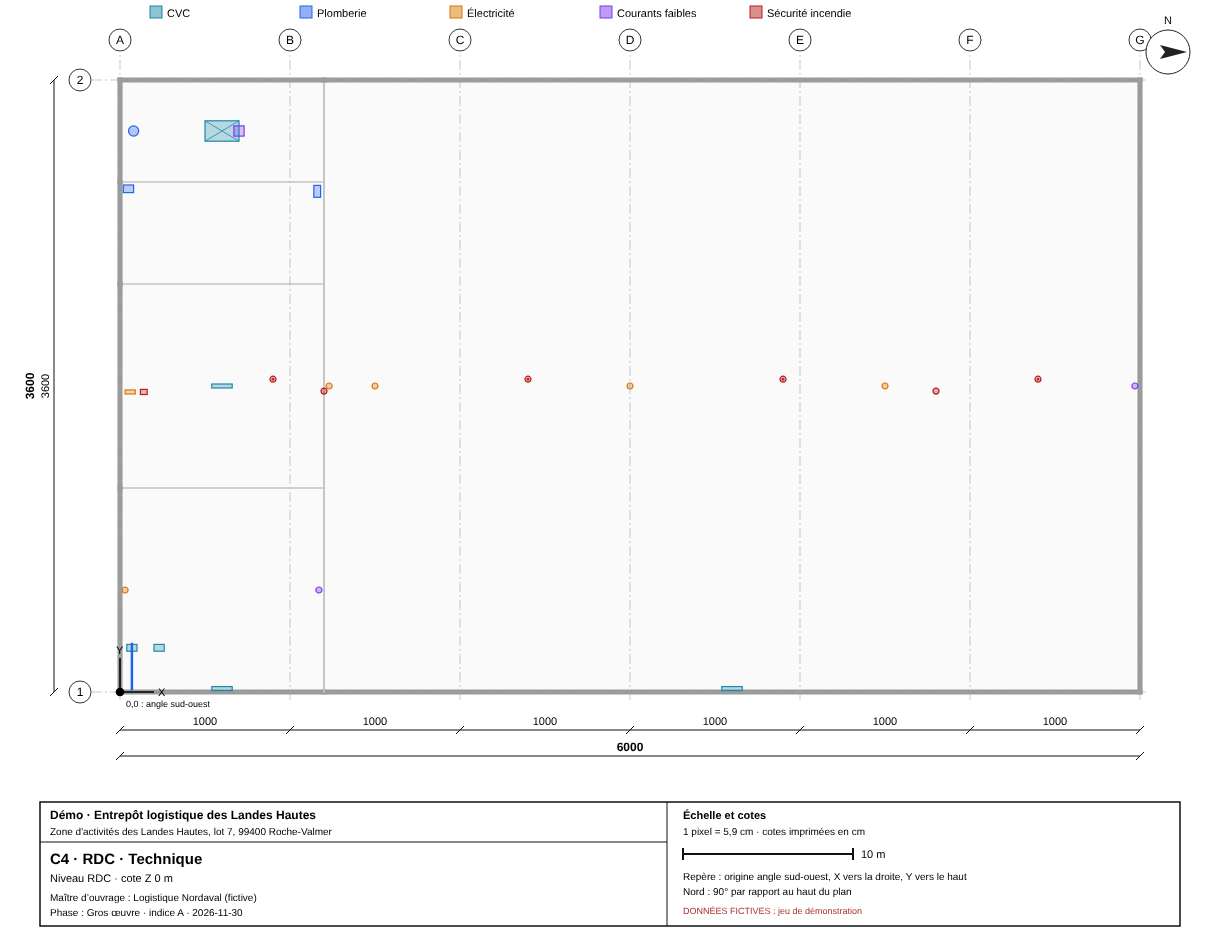 CVC
Plomberie
Électricité
Courants faibles
Sécurité incendie
N
A
B
C
D
E
F
G
2
3600
3600
Y
1
X
0,0 : angle sud-ouest
1000
1000
1000
1000
1000
1000
6000
Démo · Entrepôt logistique des Landes Hautes
Zone d'activités des Landes Hautes, lot 7, 99400 Roche-Valmer
C4 · RDC · Technique
Niveau RDC · cote Z 0 m
Maître d'ouvrage : Logistique Nordaval (fictive)
Phase : Gros œuvre · indice A · 2026-11-30
Échelle et cotes
1 pixel = 5,9 cm · cotes imprimées en cm
10 m
Repère : origine angle sud-ouest, X vers la droite, Y vers le haut
Nord : 90° par rapport au haut du plan
DONNÉES FICTIVES : jeu de démonstration